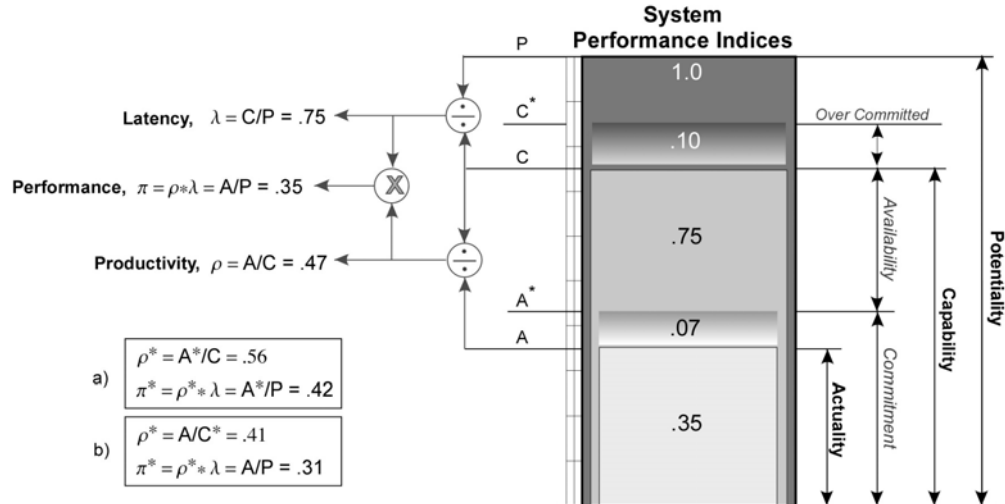 System
Performance Indices
P
1.0
C*
Over Committed
.10
Latency, λ = C/P = .75
C
Performance, π = ρ*λ = A/P = .35
X
.75
Availability
Potentiality
Productivity, ρ = A/C = .47
Capability
A*
.07
A
Commitment
Actuality
.35
a)
ρ* = A*/C = .56
π* = ρ** λ = A*/P = .42
b)
ρ* = A/C* = .41
π* = ρ** λ = A/P = .31